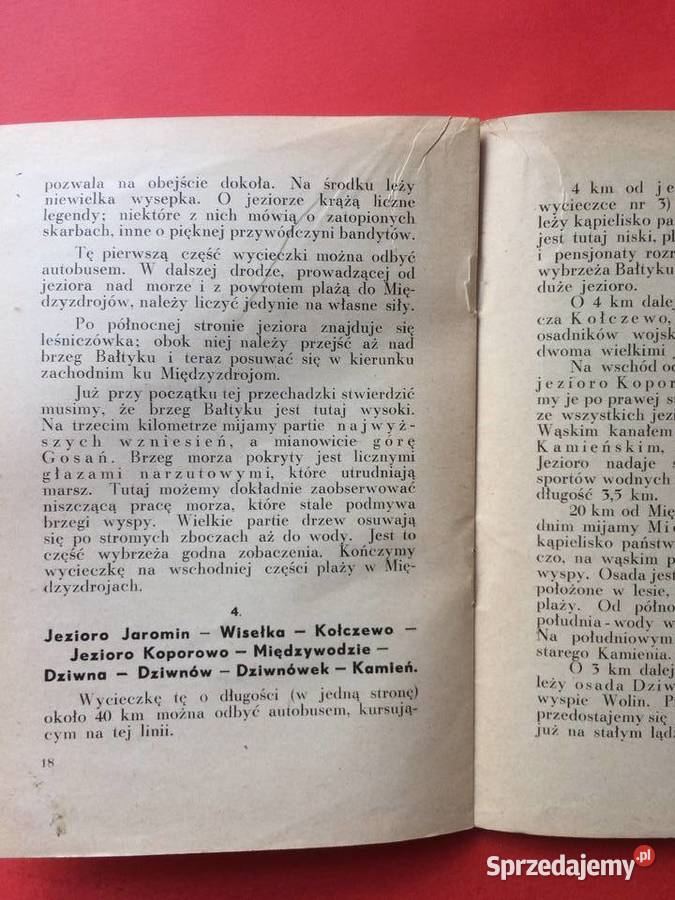 pozwala na obejście dokoła. Na środku leży
niewielka wysepka. O jeziorze krążą liczne
legendy; niektóre z nich mówią o zatopionych
skarbach, inne o pięknej przywódczyni bandytów.
Tę pierwszą część wycieczki można odbyć
autobusem. W dalszej drodze, prowadzącej od
jeziora nad morze i z powrotem plażą do Mię-
dzyzdrojów, należy liczyć jedynie na własne siły.
Po północnej stronie jeziora znajduje się
leśniczówka; obok niej należy przejść aż nad
brzeg Bałtyku i teraz posuwać się w kierunku
zachodnim ku Międzyzdrojom.
Już przy początku tej przechadzki stwierdzić
musimy, że brzeg Bałtyku jest tutaj wysoki.
Na trzecim kilometrze mijamy partie najwyż-
szych wzniesień, a mianowicie górę
Gosań. Brzeg morza pokryty jest licznymi
głazami narzutowymi, które utrudniają
marsz. Tutaj możemy dokładnie zaobserwować
niszczącą pracę morza, które stale podmywa
brzegi wyspy. Wielkie partie drzew osuwają
się po stromych zboczach aż do wody. Jest to
część wybrzeża godna zobaczenia. Kończymy
wycieczkę na wschodniej części plaży w Mię-
dzyzdrojach.
4.
Jezioro Jaromin – Wisełka – Kołczewo –
Jezioro Koporowo – Międzywodzie –
Dziwna – Dziwnów – Dziwnówek – Kamień.
Wycieczkę tę o długości (w jedną stronę)
około 40 km można odbyć autobusem, kursują-
cym na tej linii.
18
4 km od je
wycieczce nr 3)
leży kąpielisko pa
jest tutaj niski, pl
i pensjonaty rozr
wybrzeża Bałtyku
duże jezioro.
O 4 km dalej
cza Kołczewo,
osadników wojsk
dwoma wielkimi
Na wschód od
jezioro Kopor
my je po prawej st
ze wszystkich jezi
Wąskim kanałem
Kamieńskim,
Jezioro nadaje s
sportów wodnych
długość 3,5 km.
20 km od Mię
dnim mijamy Mię
kąpielisko państw
czo, na wąskim p
wyspy. Osada jest
położone w lesie,
plaży. Od półno
południa - wody w
Na południowym
starego Kamienia.
O 3 km dalej
leży osada Dziw
wyspie Wolin. P
przedostajemy się
już na stałym ląd
Sprzedajemy.pl